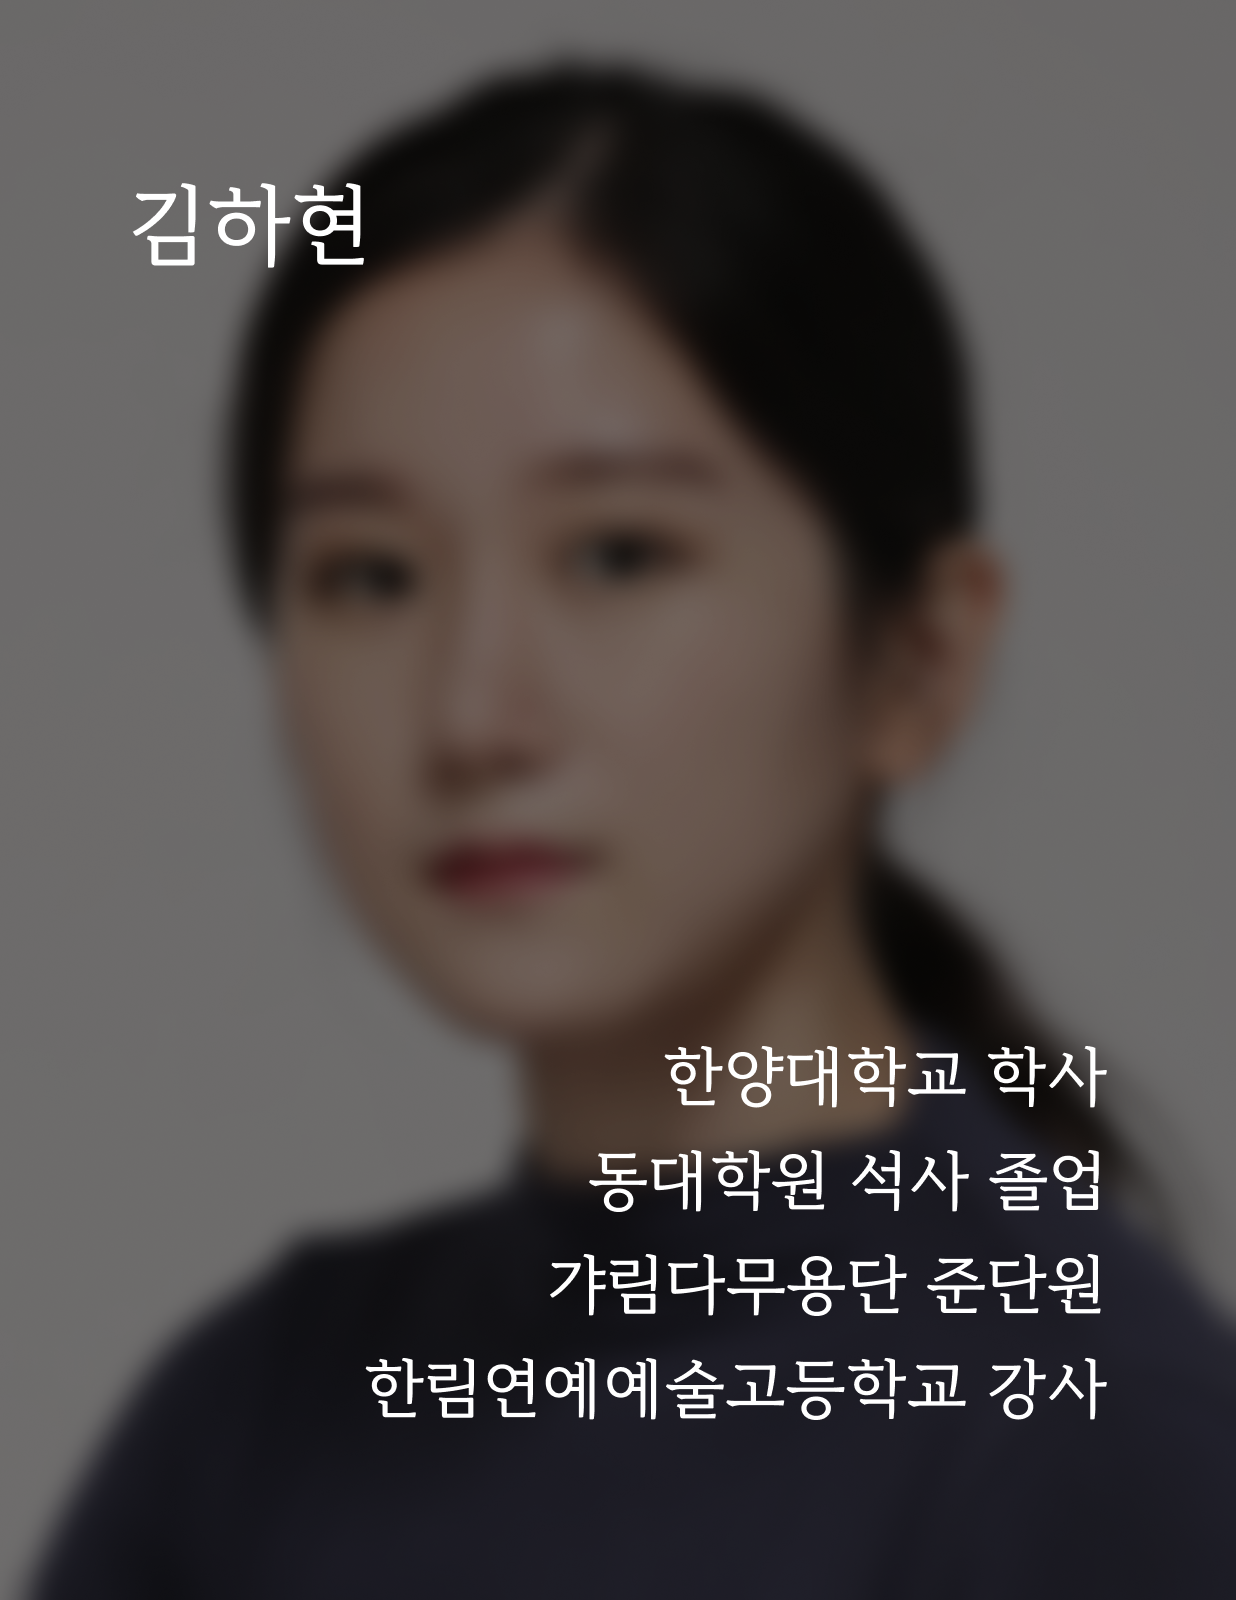 김하현
한양대학교 학사
동대학원 석사 졸업
갸림다무용단 준단원
한림연예예술고등학교 강사